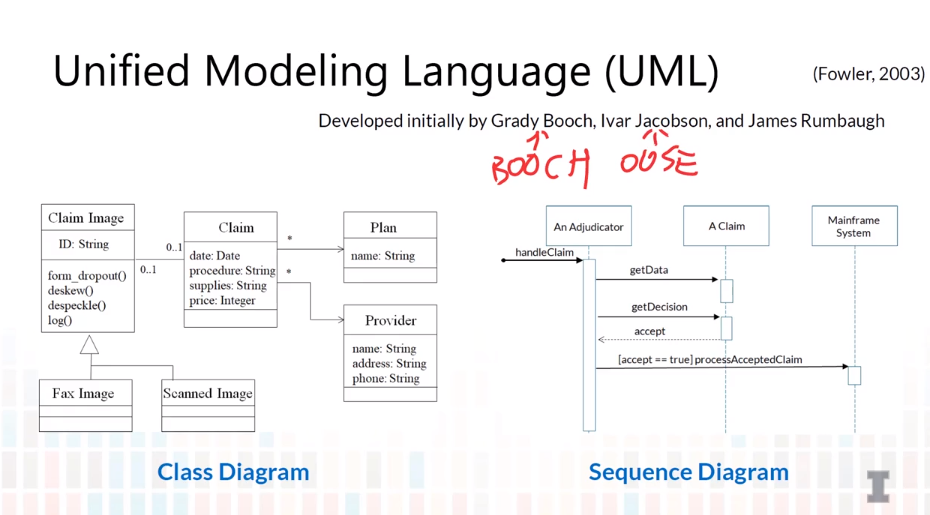 Unified Modeling Language (UML)
(Fowler, 2003)
Developed initially by Grady Booch, Ivar Jacobson, and James Rumbaugh
BOOCH OOSE
Claim Image
ID: String
form_dropout()
deskew()
despeckle()
log()
0..1
0..1
Claim
date: Date
procedure: String
supplies: String
price: Integer
*
*
Plan
name: String
Provider
name: String
address: String
phone: String
Fax Image
Scanned Image
Class Diagram
An Adjudicator
A Claim
Mainframe
System
handleClaim
getData
getDecision
accept
[accept == true] processAcceptedClaim
Sequence Diagram
I